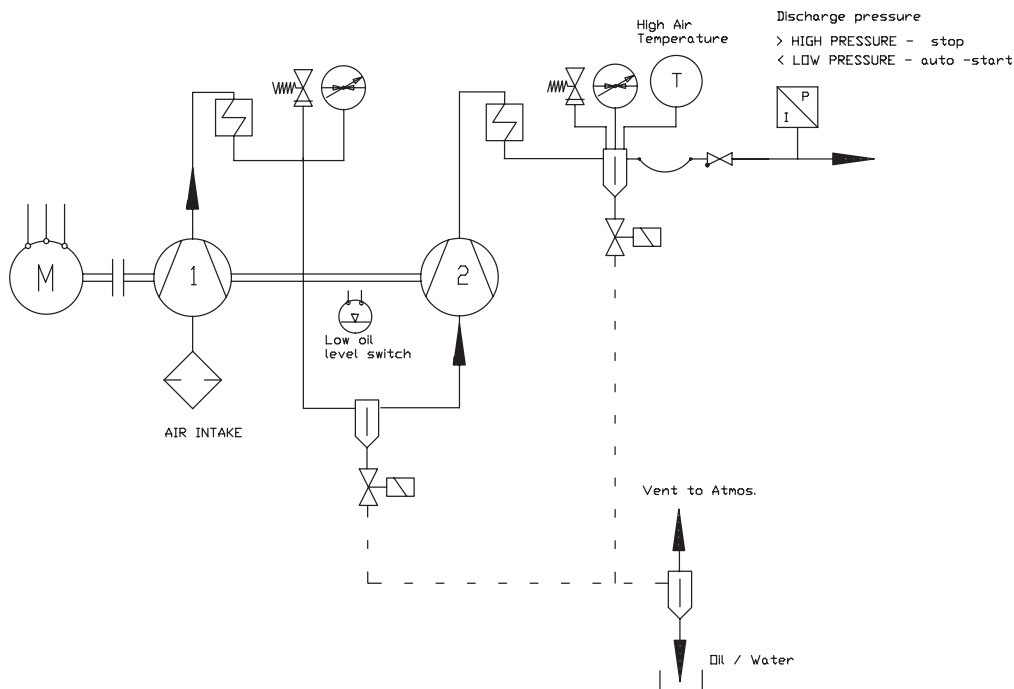 Discharge pressure
> HIGH PRESSURE - stop
< LOW PRESSURE - auto -start
High Air
Temperature
T
P
I
M
1
2
Low oil
level switch
AIR INTAKE
Vent to Atmos.
Oil / Water